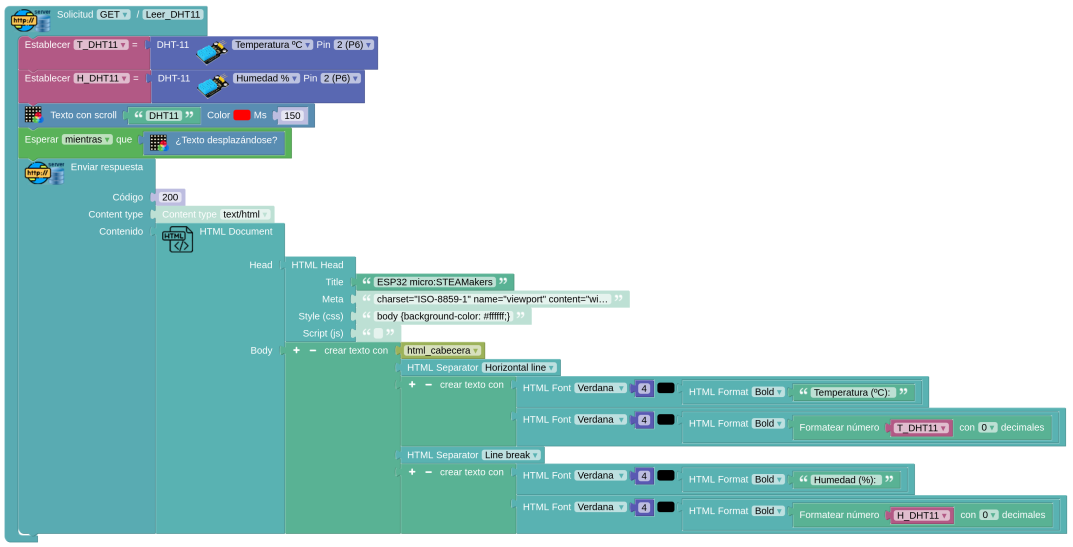 server http:// Solicitud GET / Leer_DHT11
Establecer T_DHT11 = DHT-11 Temperatura ºC Pin 2 (P6)
Establecer H_DHT11 = DHT-11 Humedad % Pin 2 (P6)
Texto con scroll “ DHT11 ” Color Ms 150
Esperar mientras que ¿Texto desplazándose?
server http:// Enviar respuesta
Código 200
Content type Content type text/html
Contenido HTML HTML Document
Head HTML Head
Title “ ESP32 micro:STEAMakers ”
Meta “ charset="ISO-8859-1" name="viewport" content="wi... ”
Style (css) “ body {background-color: #ffffff;} ”
Script (js) “ ”
Body + − crear texto con html_cabecera
HTML Separator Horizontal line
+ − crear texto con HTML Font Verdana 4 HTML Format Bold “ Temperatura (ºC): ”
HTML Font Verdana 4 HTML Format Bold Formatear número T_DHT11 con 0 decimales
HTML Separator Line break
+ − crear texto con HTML Font Verdana 4 HTML Format Bold “ Humedad (%): ”
HTML Font Verdana 4 HTML Format Bold Formatear número H_DHT11 con 0 decimales